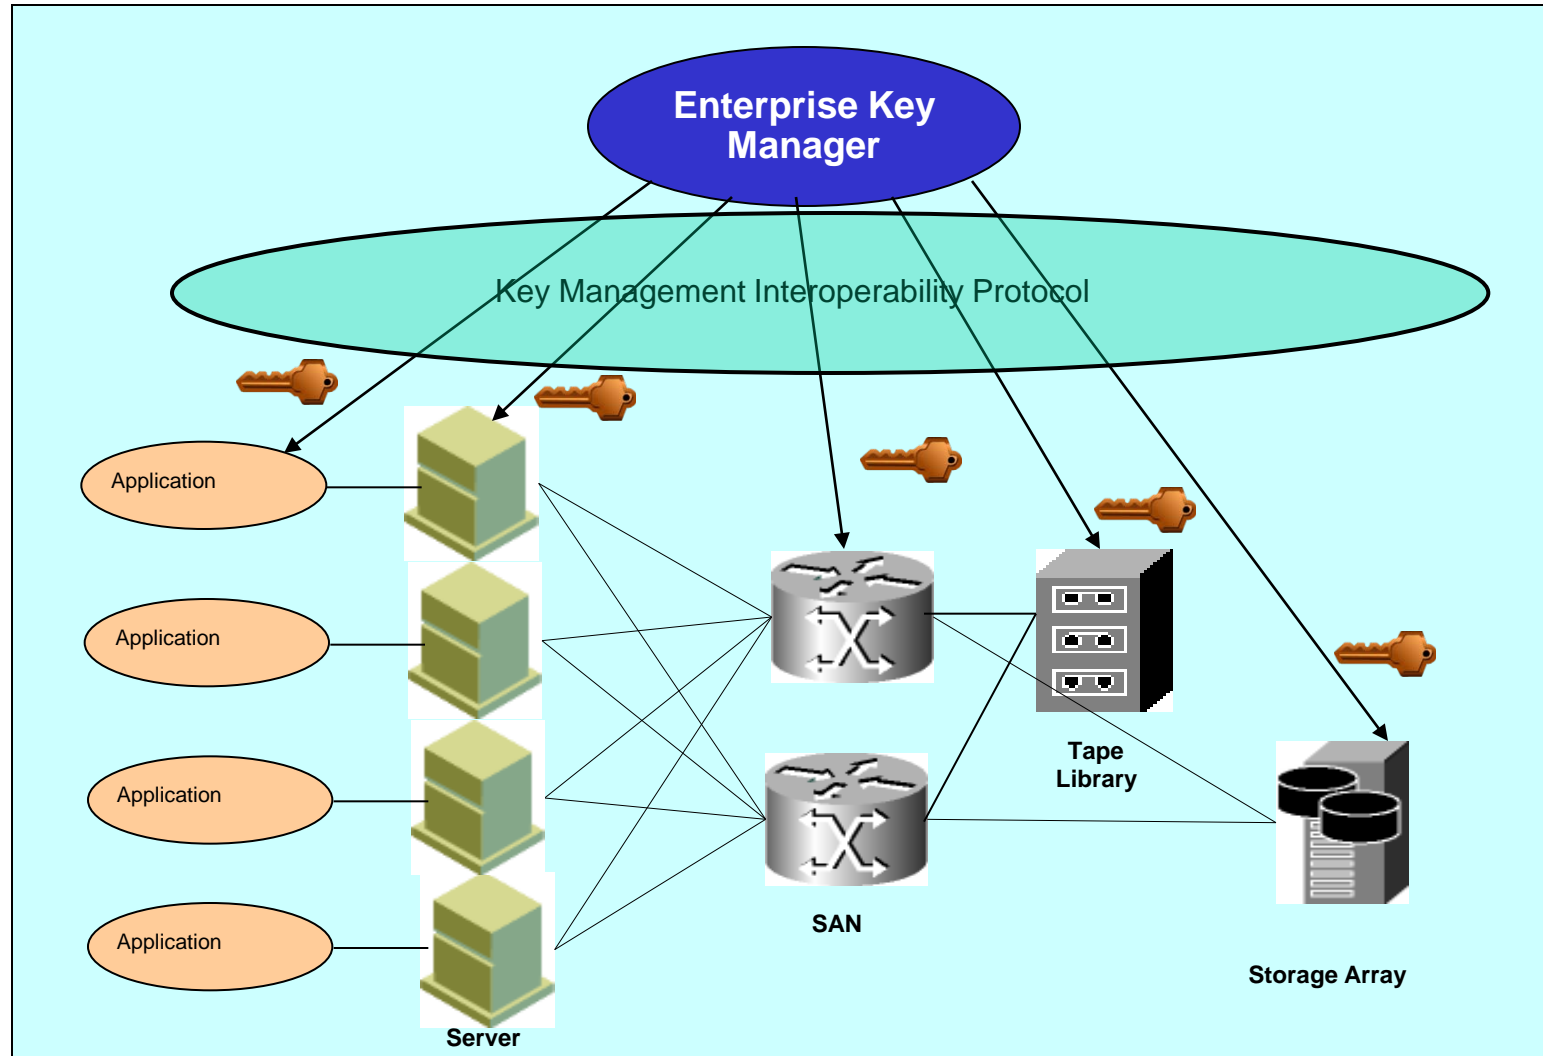 Enterprise Key
Manager
Key Management Interoperability Protocol
Application
Application
Application
Application
Server
SAN
Tape
Library
Storage Array